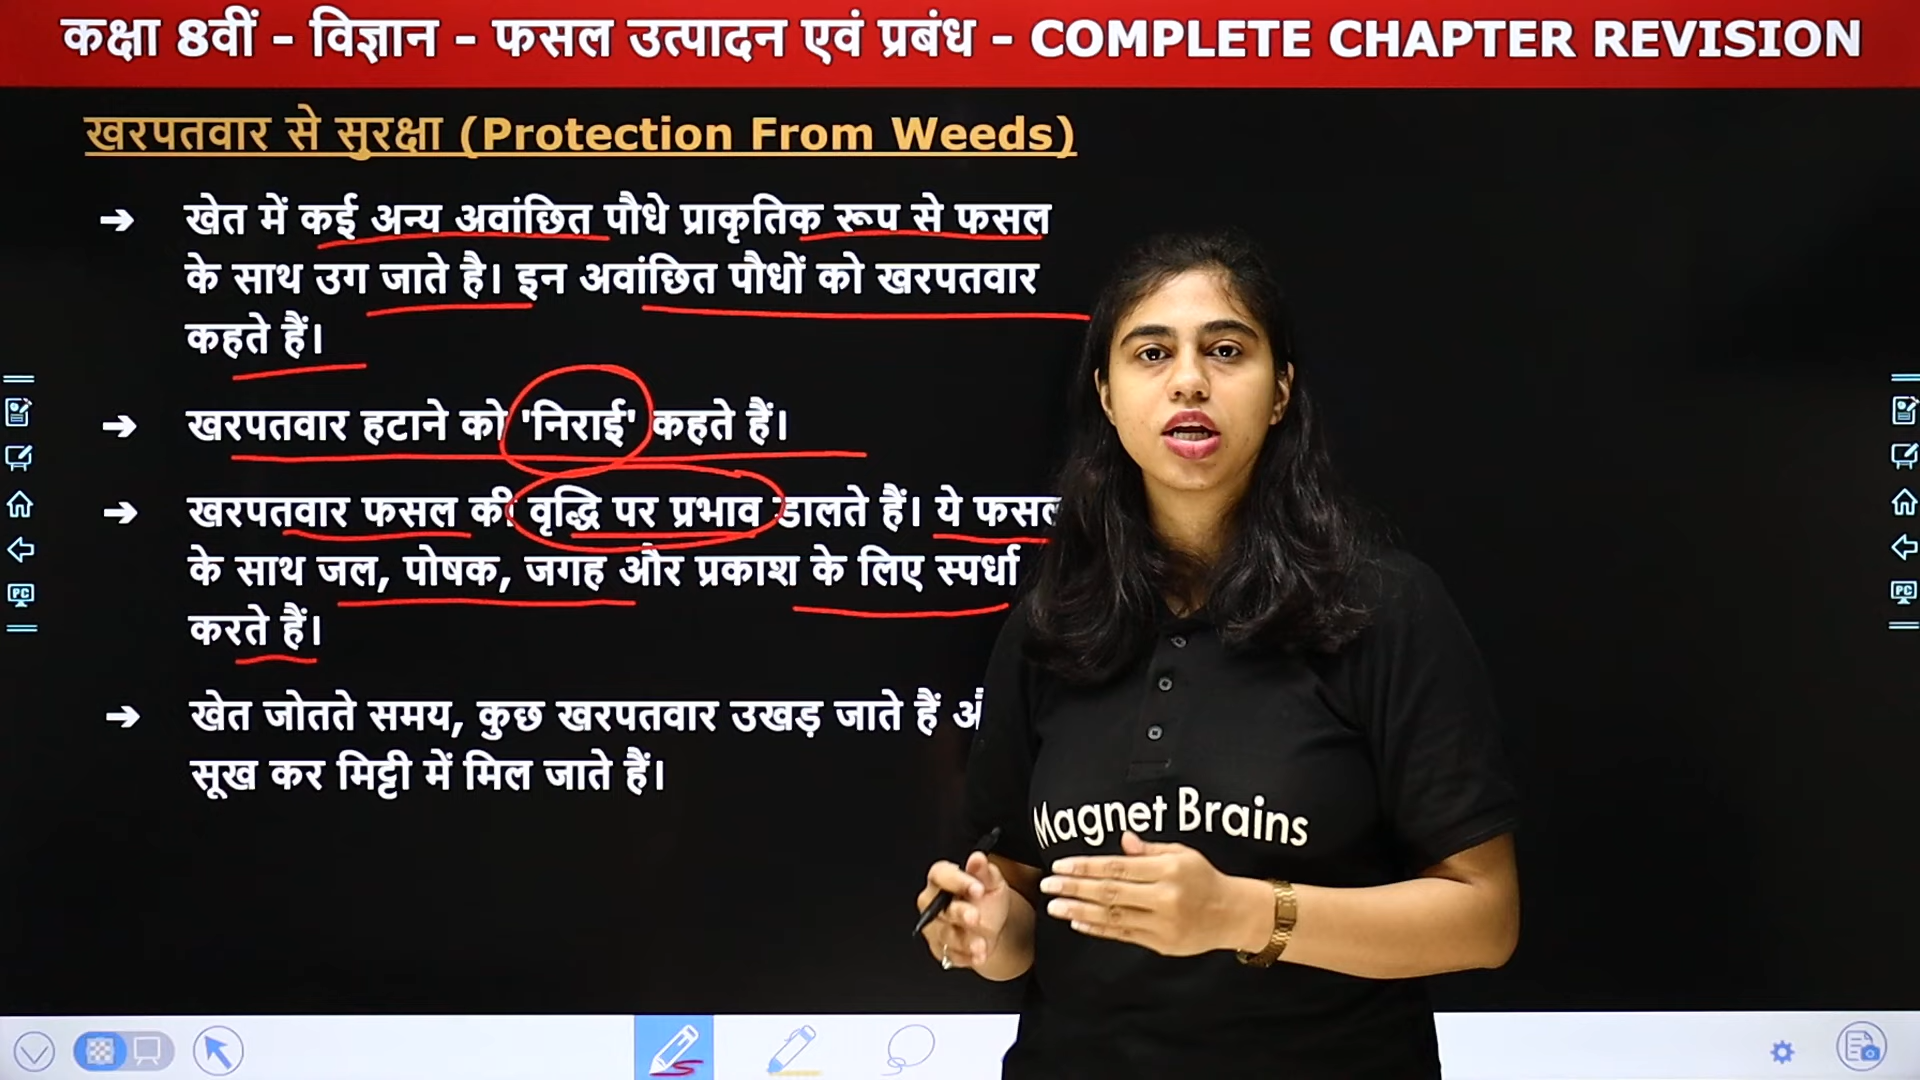 कक्षा 8वीं - विज्ञान - फसल उत्पादन एवं प्रबंध - COMPLETE CHAPTER REVISION
खरपतवार से सुरक्षा (Protection From Weeds)
➔ खेत में कई अन्य अवांछित पौधे प्राकृतिक रूप से फसल
के साथ उग जाते है। इन अवांछित पौधों को खरपतवार
कहते हैं।
➔ खरपतवार हटाने को 'निराई' कहते हैं।
➔ खरपतवार फसल की वृद्धि पर प्रभाव डालते हैं। ये फसल
के साथ जल, पोषक, जगह और प्रकाश के लिए स्पर्धा
करते हैं।
➔ खेत जोतते समय, कुछ खरपतवार उखड़ जाते हैं
सूख कर मिट्टी में मिल जाते हैं।
Magnet Brains
PC
PC